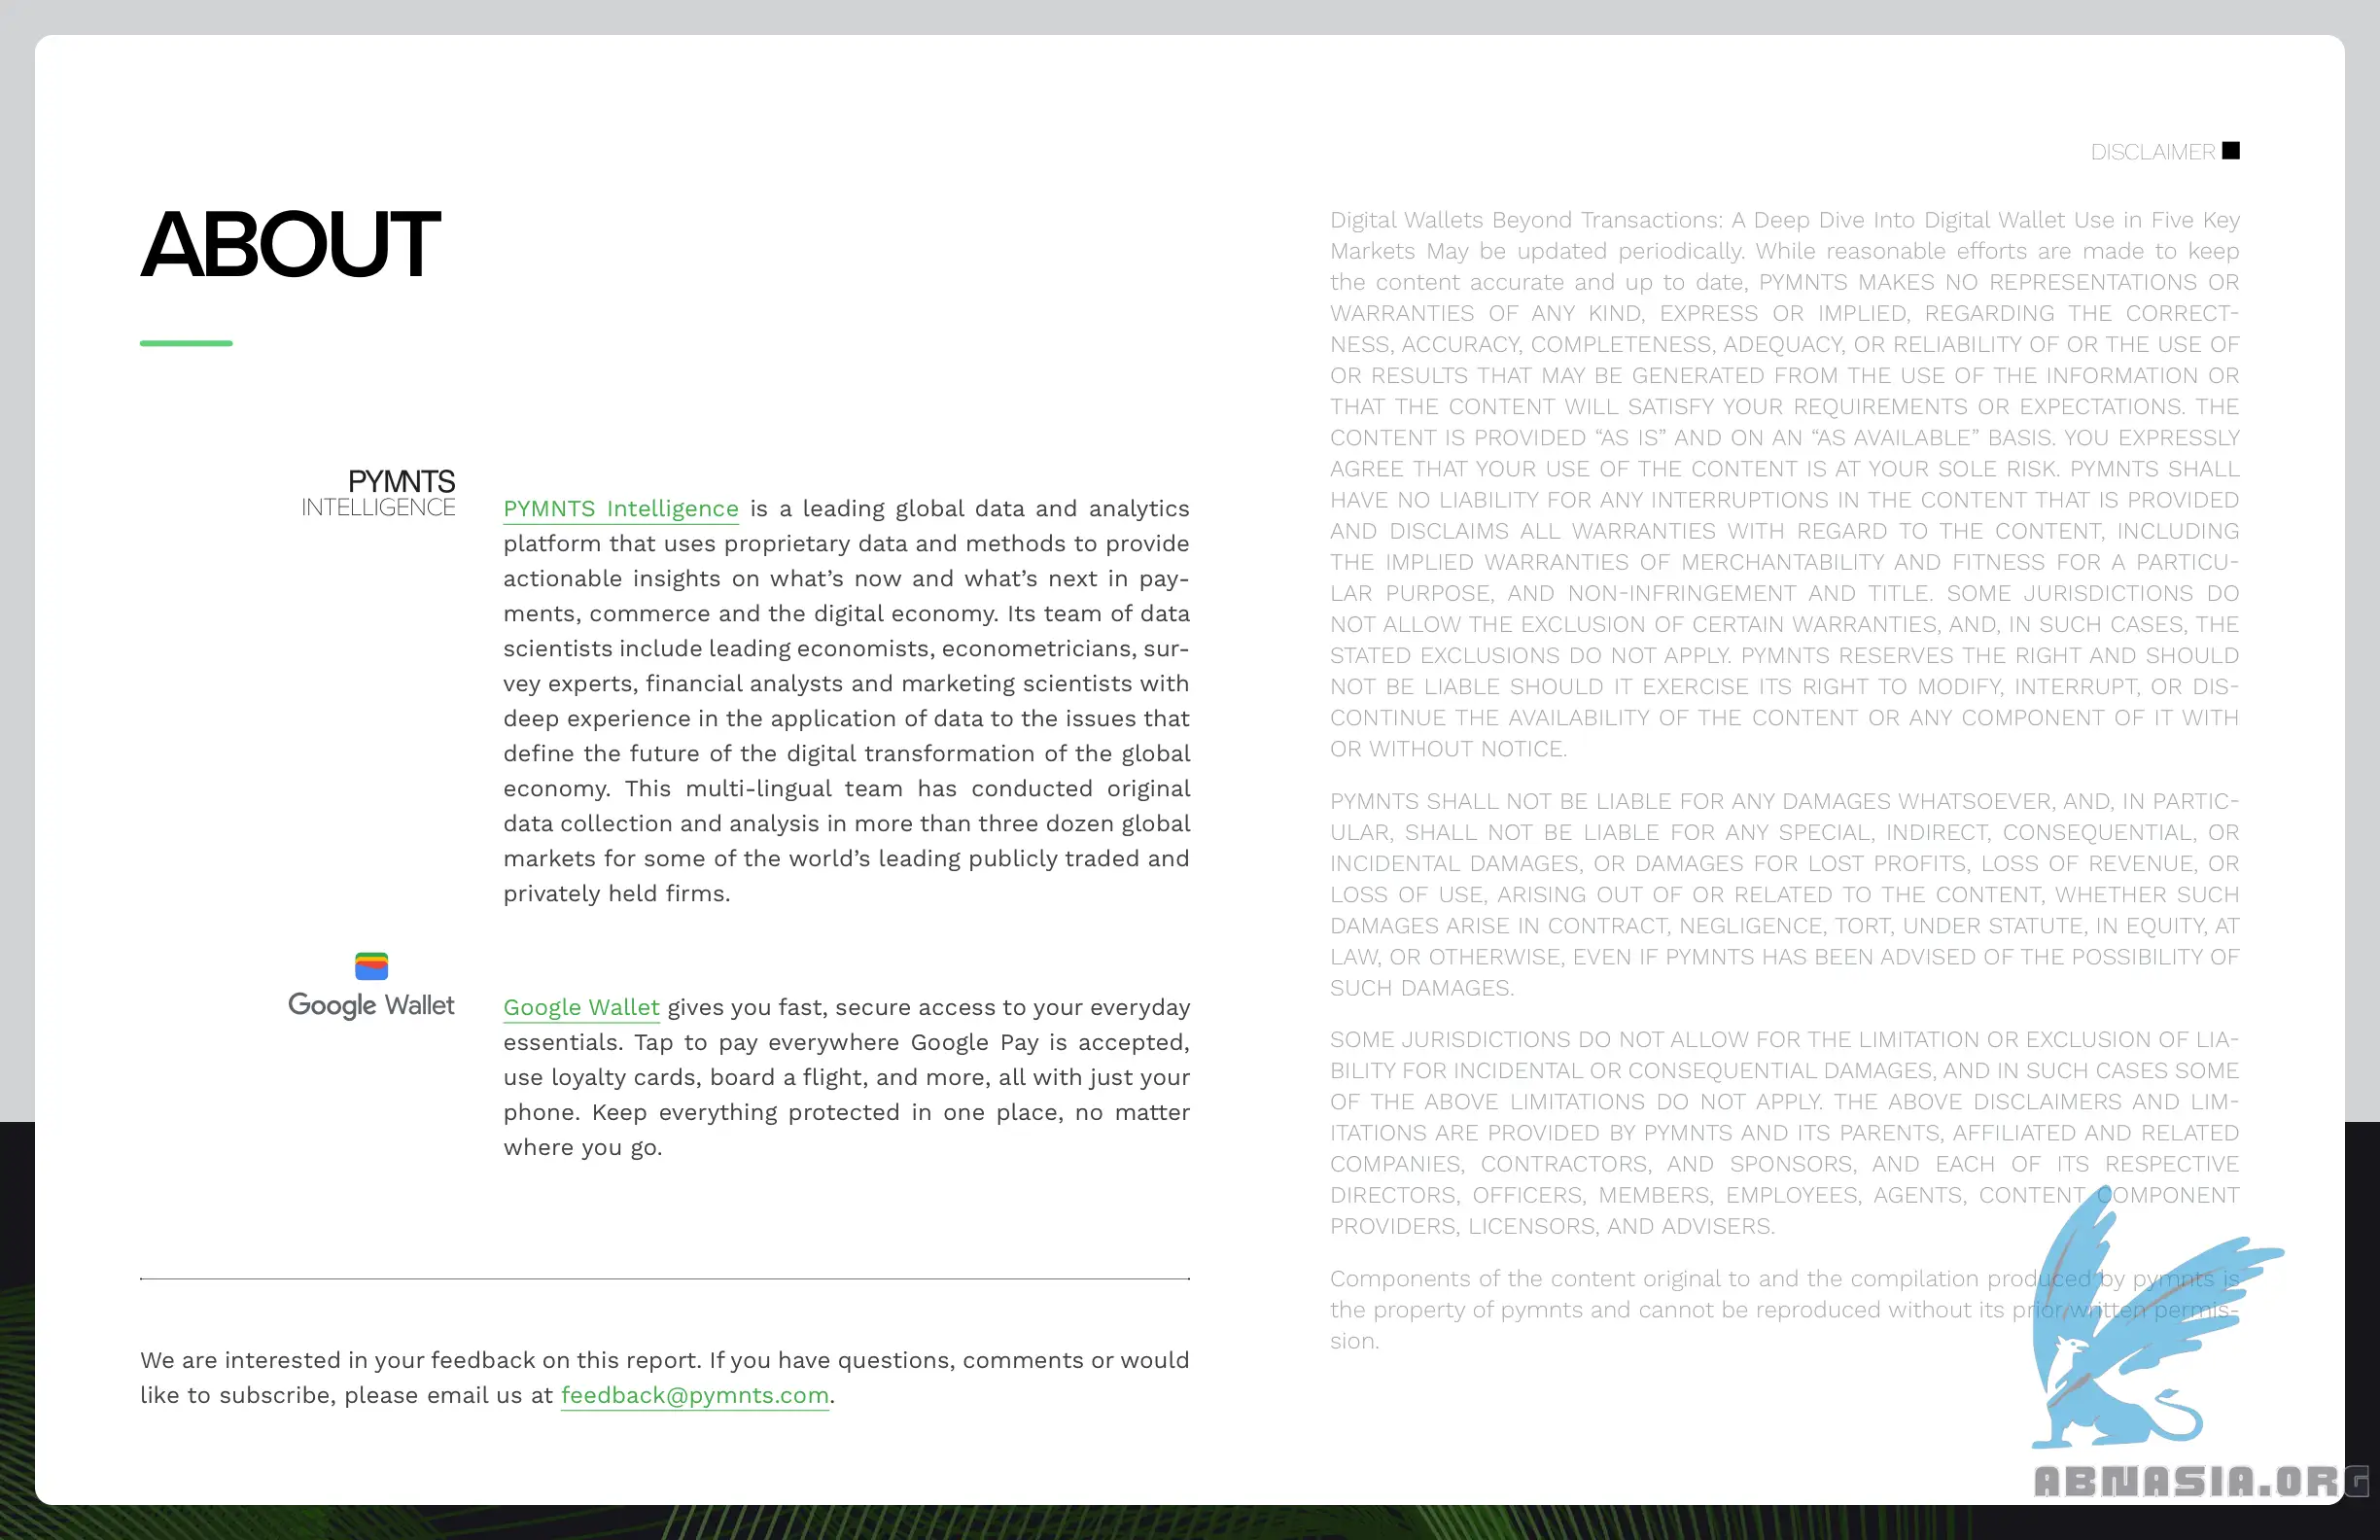 ABOUT
PYMNTS
INTELLIGENCE
PYMNTS Intelligence is a leading global data and analytics
platform that uses proprietary data and methods to provide
actionable insights on what’s now and what’s next in pay-
ments, commerce and the digital economy. Its team of data
scientists include leading economists, econometricians, sur-
vey experts, financial analysts and marketing scientists with
deep experience in the application of data to the issues that
define the future of the digital transformation of the global
economy. This multi-lingual team has conducted original
data collection and analysis in more than three dozen global
markets for some of the world’s leading publicly traded and
privately held firms.
Google Wallet
Google Wallet gives you fast, secure access to your everyday
essentials. Tap to pay everywhere Google Pay is accepted,
use loyalty cards, board a flight, and more, all with just your
phone. Keep everything protected in one place, no matter
where you go.
We are interested in your feedback on this report. If you have questions, comments or would
like to subscribe, please email us at feedback@pymnts.com.
DISCLAIMER
Digital Wallets Beyond Transactions: A Deep Dive Into Digital Wallet Use in Five Key
Markets May be updated periodically. While reasonable efforts are made to keep
the content accurate and up to date, PYMNTS MAKES NO REPRESENTATIONS OR
WARRANTIES OF ANY KIND, EXPRESS OR IMPLIED, REGARDING THE CORRECT-
NESS, ACCURACY, COMPLETENESS, ADEQUACY, OR RELIABILITY OF OR THE USE OF
OR RESULTS THAT MAY BE GENERATED FROM THE USE OF THE INFORMATION OR
THAT THE CONTENT WILL SATISFY YOUR REQUIREMENTS OR EXPECTATIONS. THE
CONTENT IS PROVIDED “AS IS” AND ON AN “AS AVAILABLE” BASIS. YOU EXPRESSLY
AGREE THAT YOUR USE OF THE CONTENT IS AT YOUR SOLE RISK. PYMNTS SHALL
HAVE NO LIABILITY FOR ANY INTERRUPTIONS IN THE CONTENT THAT IS PROVIDED
AND DISCLAIMS ALL WARRANTIES WITH REGARD TO THE CONTENT, INCLUDING
THE IMPLIED WARRANTIES OF MERCHANTABILITY AND FITNESS FOR A PARTICU-
LAR PURPOSE, AND NON-INFRINGEMENT AND TITLE. SOME JURISDICTIONS DO
NOT ALLOW THE EXCLUSION OF CERTAIN WARRANTIES, AND, IN SUCH CASES, THE
STATED EXCLUSIONS DO NOT APPLY. PYMNTS RESERVES THE RIGHT AND SHOULD
NOT BE LIABLE SHOULD IT EXERCISE ITS RIGHT TO MODIFY, INTERRUPT, OR DIS-
CONTINUE THE AVAILABILITY OF THE CONTENT OR ANY COMPONENT OF IT WITH
OR WITHOUT NOTICE.
PYMNTS SHALL NOT BE LIABLE FOR ANY DAMAGES WHATSOEVER, AND, IN PARTIC-
ULAR, SHALL NOT BE LIABLE FOR ANY SPECIAL, INDIRECT, CONSEQUENTIAL, OR
INCIDENTAL DAMAGES, OR DAMAGES FOR LOST PROFITS, LOSS OF REVENUE, OR
LOSS OF USE, ARISING OUT OF OR RELATED TO THE CONTENT, WHETHER SUCH
DAMAGES ARISE IN CONTRACT, NEGLIGENCE, TORT, UNDER STATUTE, IN EQUITY, AT
LAW, OR OTHERWISE, EVEN IF PYMNTS HAS BEEN ADVISED OF THE POSSIBILITY OF
SUCH DAMAGES.
SOME JURISDICTIONS DO NOT ALLOW FOR THE LIMITATION OR EXCLUSION OF LIA-
BILITY FOR INCIDENTAL OR CONSEQUENTIAL DAMAGES, AND IN SUCH CASES SOME
OF THE ABOVE LIMITATIONS DO NOT APPLY. THE ABOVE DISCLAIMERS AND LIM-
ITATIONS ARE PROVIDED BY PYMNTS AND ITS PARENTS, AFFILIATED AND RELATED
COMPANIES, CONTRACTORS, AND SPONSORS, AND EACH OF ITS RESPECTIVE
DIRECTORS, OFFICERS, MEMBERS, EMPLOYEES, AGENTS, CONTENT COMPONENT
PROVIDERS, LICENSORS, AND ADVISERS.
Components of the content original to and the compilation produced by pymnts is
the property of pymnts and cannot be reproduced without its prior written permis-
sion.
ABNASIA.ORG